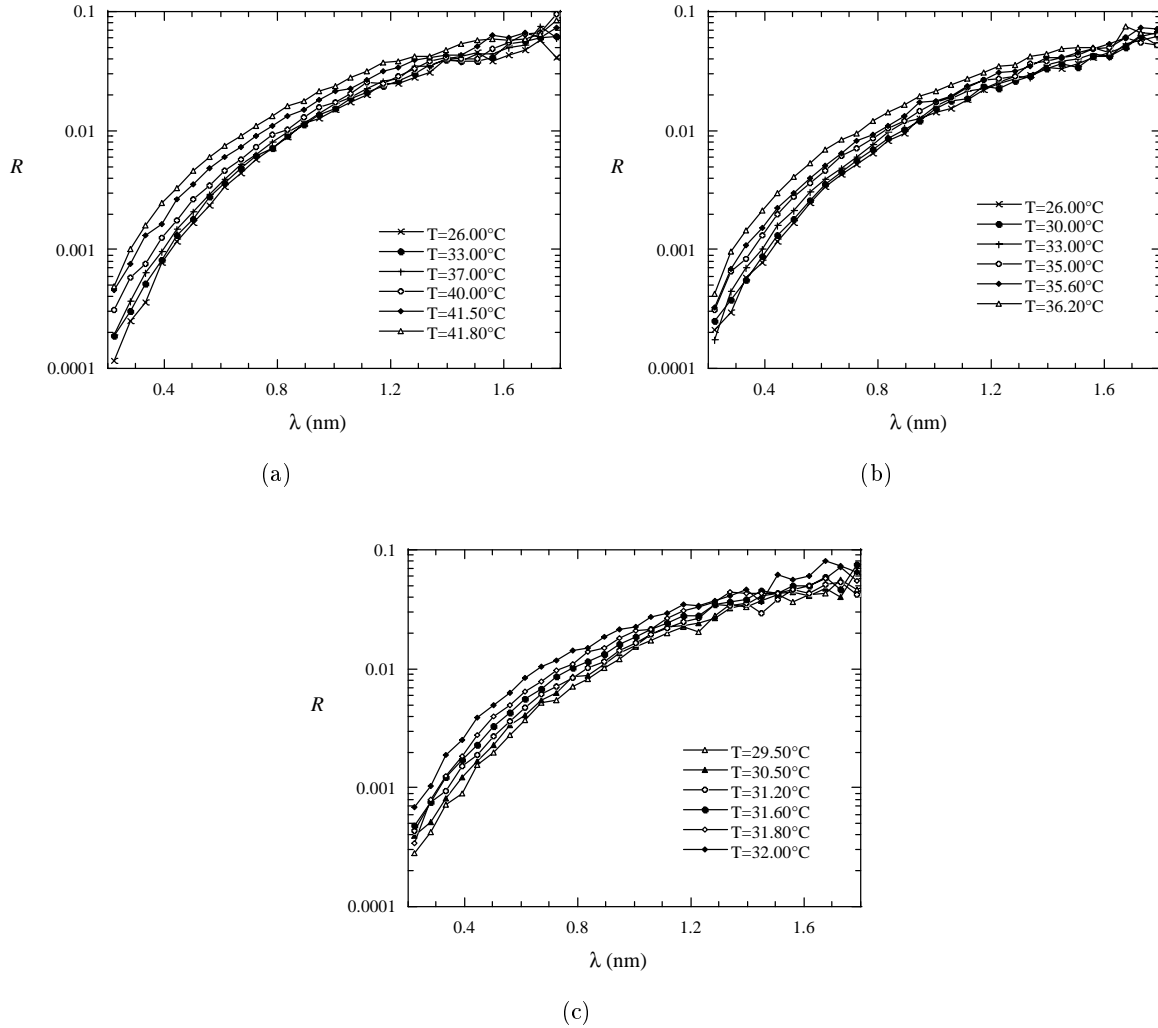 0.1
0.01
R
0.001
0.0001
T=26.00°C
T=33.00°C
T=37.00°C
T=40.00°C
T=41.50°C
T=41.80°C
0.4 0.8 1.2 1.6
λ (nm)
(a)
0.1
0.01
R
0.001
0.0001
T=26.00°C
T=30.00°C
T=33.00°C
T=35.00°C
T=35.60°C
T=36.20°C
0.4 0.8 1.2 1.6
λ (nm)
(b)
0.1
0.01
R
0.001
0.0001
T=29.50°C
T=30.50°C
T=31.20°C
T=31.60°C
T=31.80°C
T=32.00°C
0.4 0.8 1.2 1.6
λ (nm)
(c)